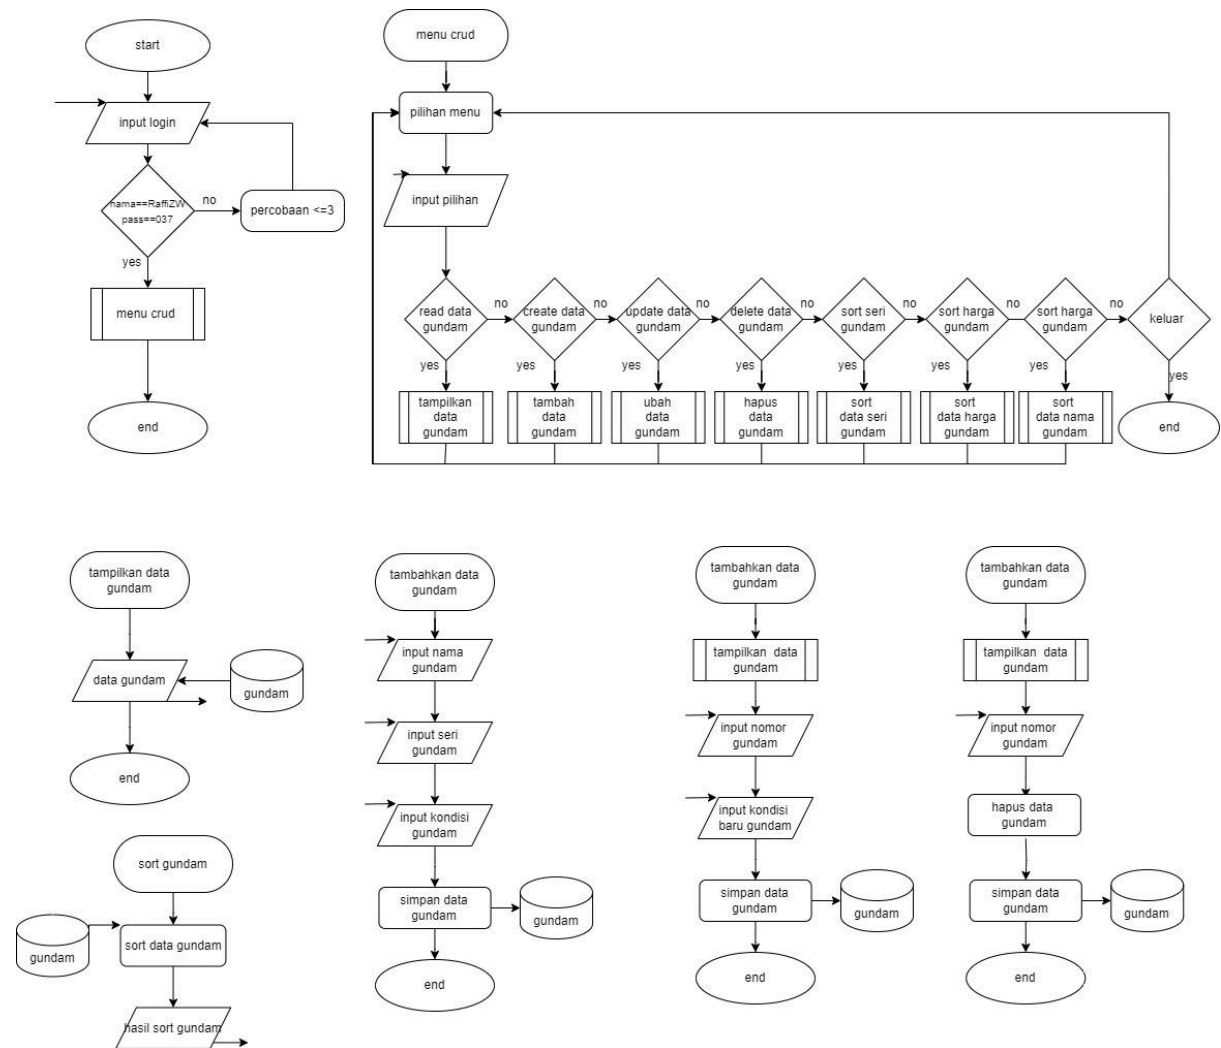 start
input login
nama==RaffiZW
pass==037
no
percobaan <=3
yes
menu crud
end
menu crud
pilihan menu
input pilihan
read data
gundam
no
create data
gundam
no
update data
gundam
no
delete data
gundam
no
sort seri
gundam
no
sort harga
gundam
no
sort harga
gundam
no
keluar
yes
yes
yes
yes
yes
yes
yes
yes
tampilkan
data
gundam
tambah
data
gundam
ubah
data
gundam
hapus
data
gundam
sort
data seri
gundam
sort
data harga
gundam
sort
data nama
gundam
end
tampilkan data
gundam
data gundam
gundam
end
sort gundam
gundam
sort data gundam
hasil sort gundam
tambahkan data
gundam
input nama
gundam
input seri
gundam
input kondisi
gundam
simpan data
gundam
gundam
end
tambahkan data
gundam
tampilkan data
gundam
input nomor
gundam
input kondisi
baru gundam
simpan data
gundam
gundam
end
tambahkan data
gundam
tampilkan data
gundam
input nomor
gundam
hapus data
gundam
simpan data
gundam
gundam
end